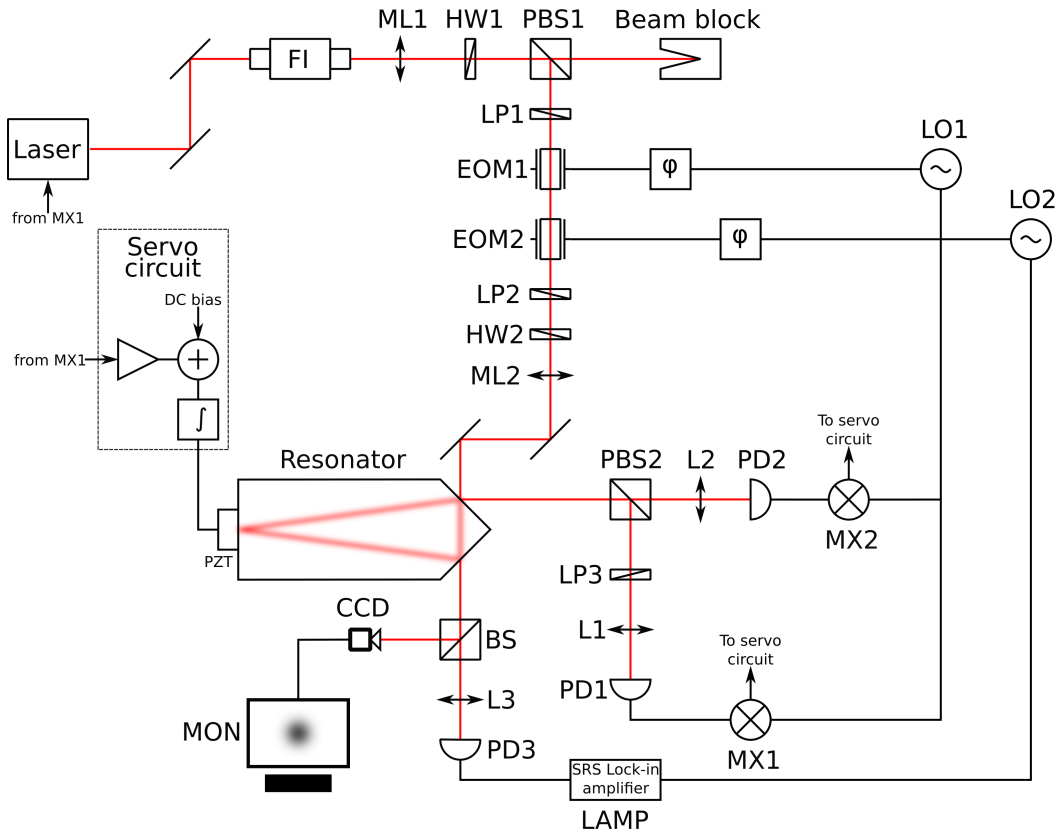 ML1
HW1
PBS1
Beam block
FI
LP1
Laser
from MX1
EOM1
φ
LO1
LO2
EOM2
φ
Servo
circuit
DC bias
from MX1
∫
LP2
HW2
ML2
Resonator
PZT
PBS2
L2
PD2
To servo
circuit
MX2
LP3
L1
PD1
To servo
circuit
MX1
CCD
BS
L3
MON
PD3
SRS Lock-in
amplifier
LAMP